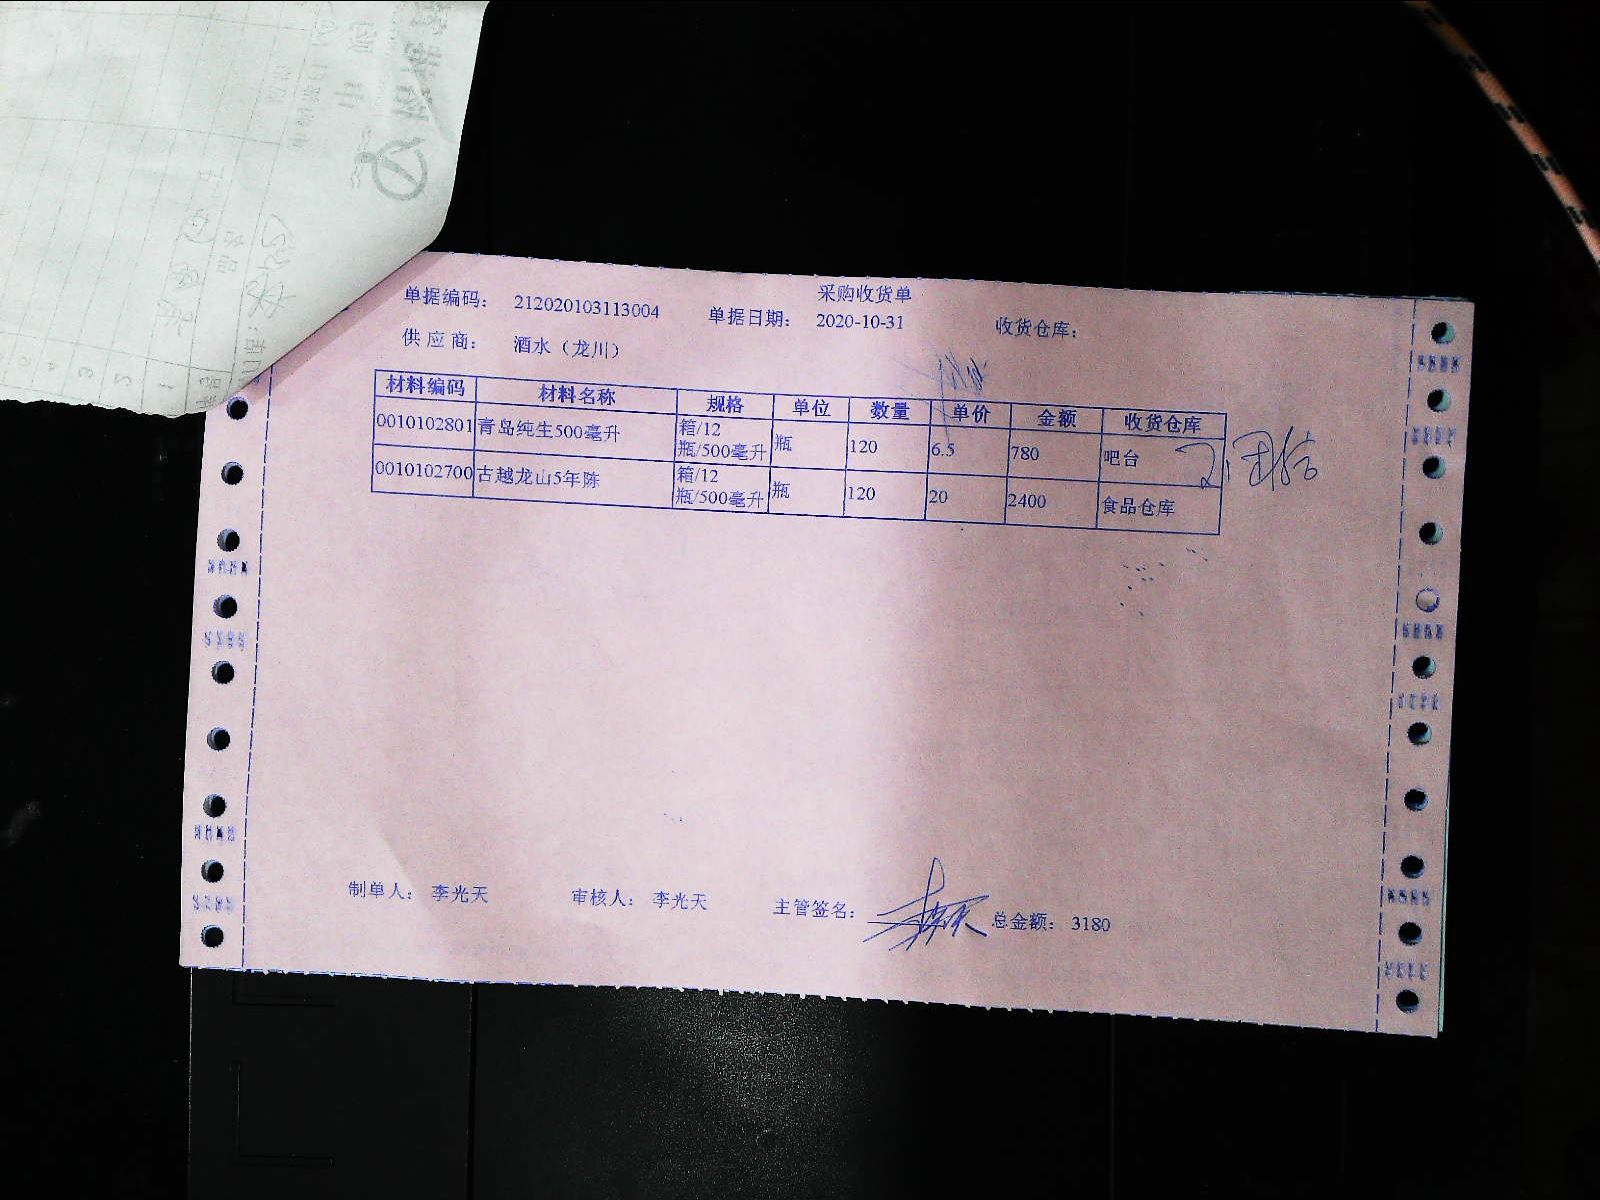 采购收货单
单据编码： 212020103113004 单据日期： 2020-10-31 收货仓库：
供 应 商： 酒水（龙川）
材料编码 材料名称 规格 单位 数量 单价 金额 收货仓库
0010102801 青岛纯生500毫升 箱/12瓶/500毫升 瓶 120 6.5 780 吧台
0010102700 古越龙山5年陈 箱/12瓶/500毫升 瓶 120 20 2400 食品仓库
制单人： 李光天 审核人： 李光天 主管签名： 总金额： 3180